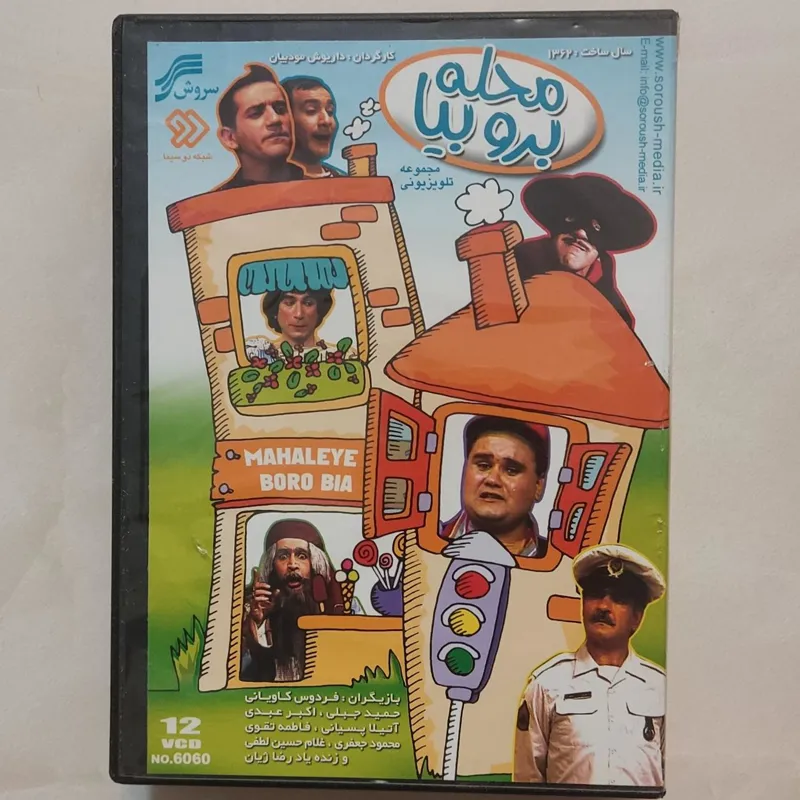 سال ساخت : ۱۳۶۲
کارگردان : داریوش مودبیان
محله
برو بیا
مجموعه
تلویزیونی
سروش
شبکه دو سیما
www.soroush-media.ir
E-mail: info@soroush-media.ir
MAHALEYE
BORO BIA
بازیگران : فردوس کاویانی
حمید جبلی ، اکبر عبدی
آتیلا پسیانی ، فاطمه تقوی
محمود جعفری ، غلام حسین لطفی
و زنده یاد رضا ژیان
12
VCD
NO.6060